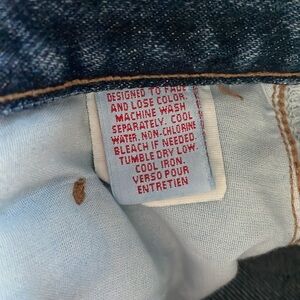 DESIGNED TO FADE
AND LOSE COLOR.
MACHINE WASH
SEPARATELY. COOL
WATER. NON-CHLORINE
BLEACH IF NEEDED.
TUMBLE DRY LOW.
COOL IRON.
VERSO POUR
ENTRETIEN